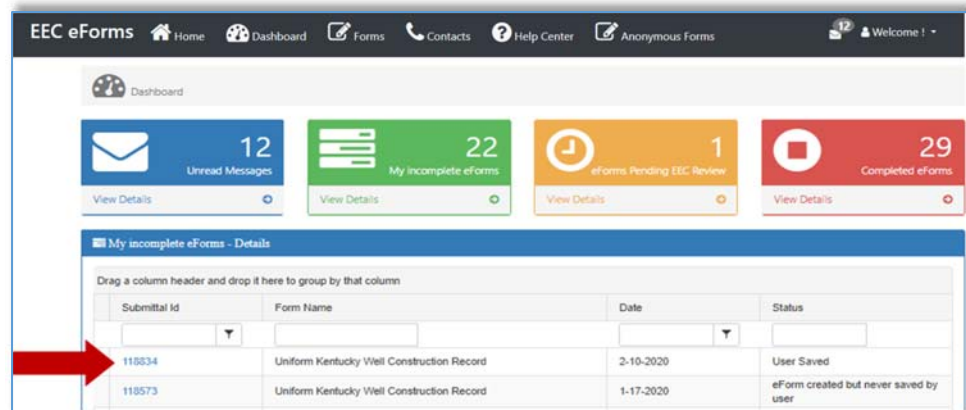 EEC eForms Home Dashboard Forms Contacts Help Center Anonymous Forms 12 Welcome !
Dashboard
12
Unread Messages
View Details
22
My incomplete eForms
View Details
1
eForms Pending EEC Review
View Details
29
Completed eForms
View Details
My incomplete eForms - Details
Drag a column header and drop it here to group by that column
Submittal Id Form Name Date Status
118834 Uniform Kentucky Well Construction Record 2-10-2020 User Saved
118573 Uniform Kentucky Well Construction Record 1-17-2020 eForm created but never saved by
user